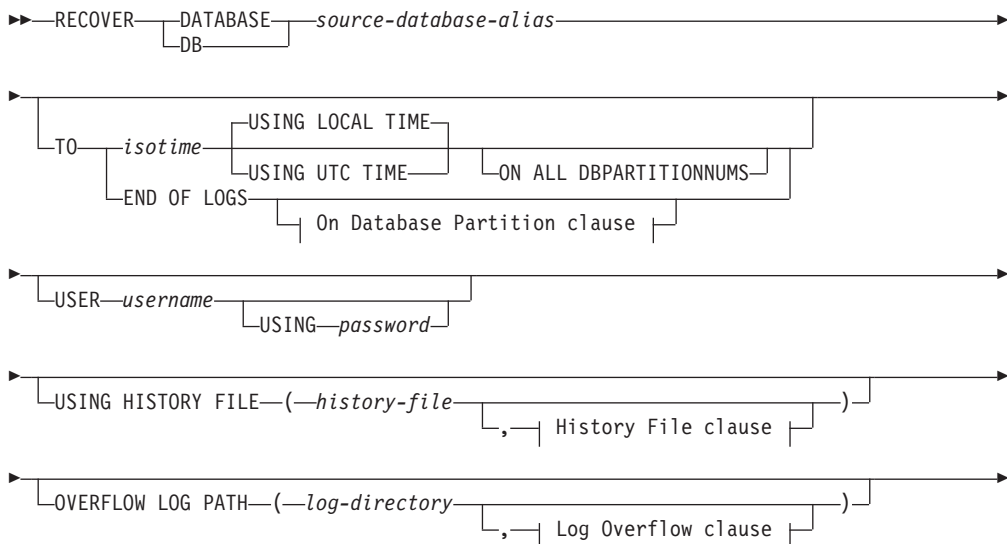 RECOVER DATABASE source-database-alias
DB
USING LOCAL TIME
TO isotime
USING UTC TIME ON ALL DBPARTITIONNUMS
END OF LOGS
On Database Partition clause
USER username
USING password
USING HISTORY FILE ( history-file )
, History File clause
OVERFLOW LOG PATH ( log-directory )
, Log Overflow clause